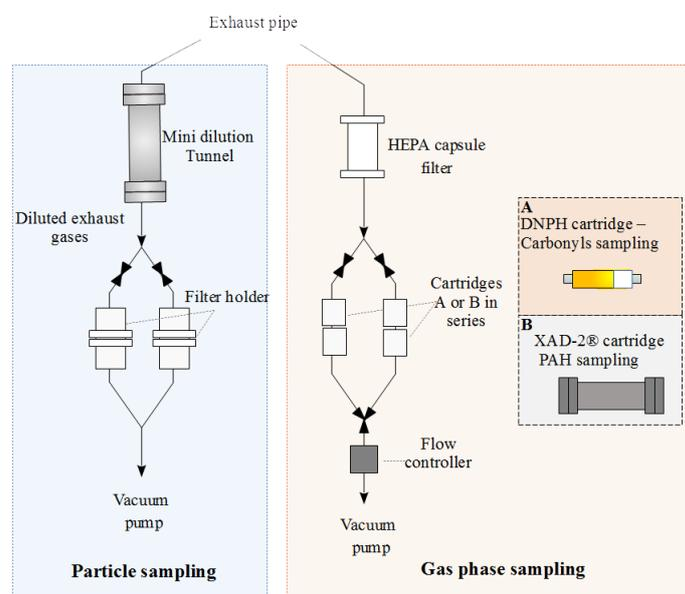 Exhaust pipe
Mini dilution
Tunnel
Diluted exhaust
gases
Filter holder
Vacuum
pump
Particle sampling
HEPA capsule
filter
Cartridges
A or B in
series
Flow
controller
Vacuum
pump
Gas phase sampling
A
DNPH cartridge –
Carbonyls sampling
B
XAD-2® cartridge
PAH sampling